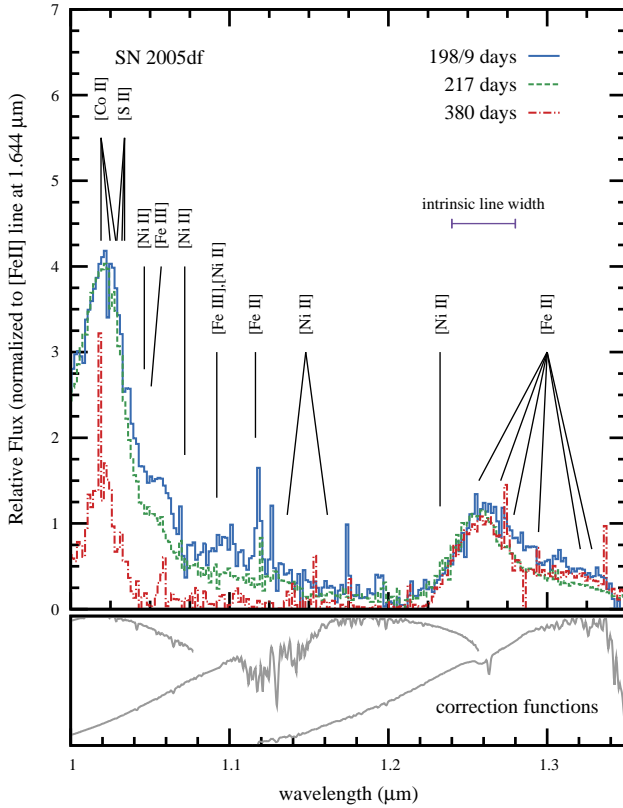 7
6
5
4
3
2
1
0
Relative Flux (normalized to [FeII] line at 1.644 μm)
SN 2005df
198/9 days
217 days
380 days
intrinsic line width
[Co II]
[S II]
[Ni II]
[Fe III]
[Ni II]
[Fe III],[Ni II]
[Fe II]
[Ni II]
[Ni II]
[Fe II]
correction functions
1
1.1
1.2
1.3
wavelength (μm)